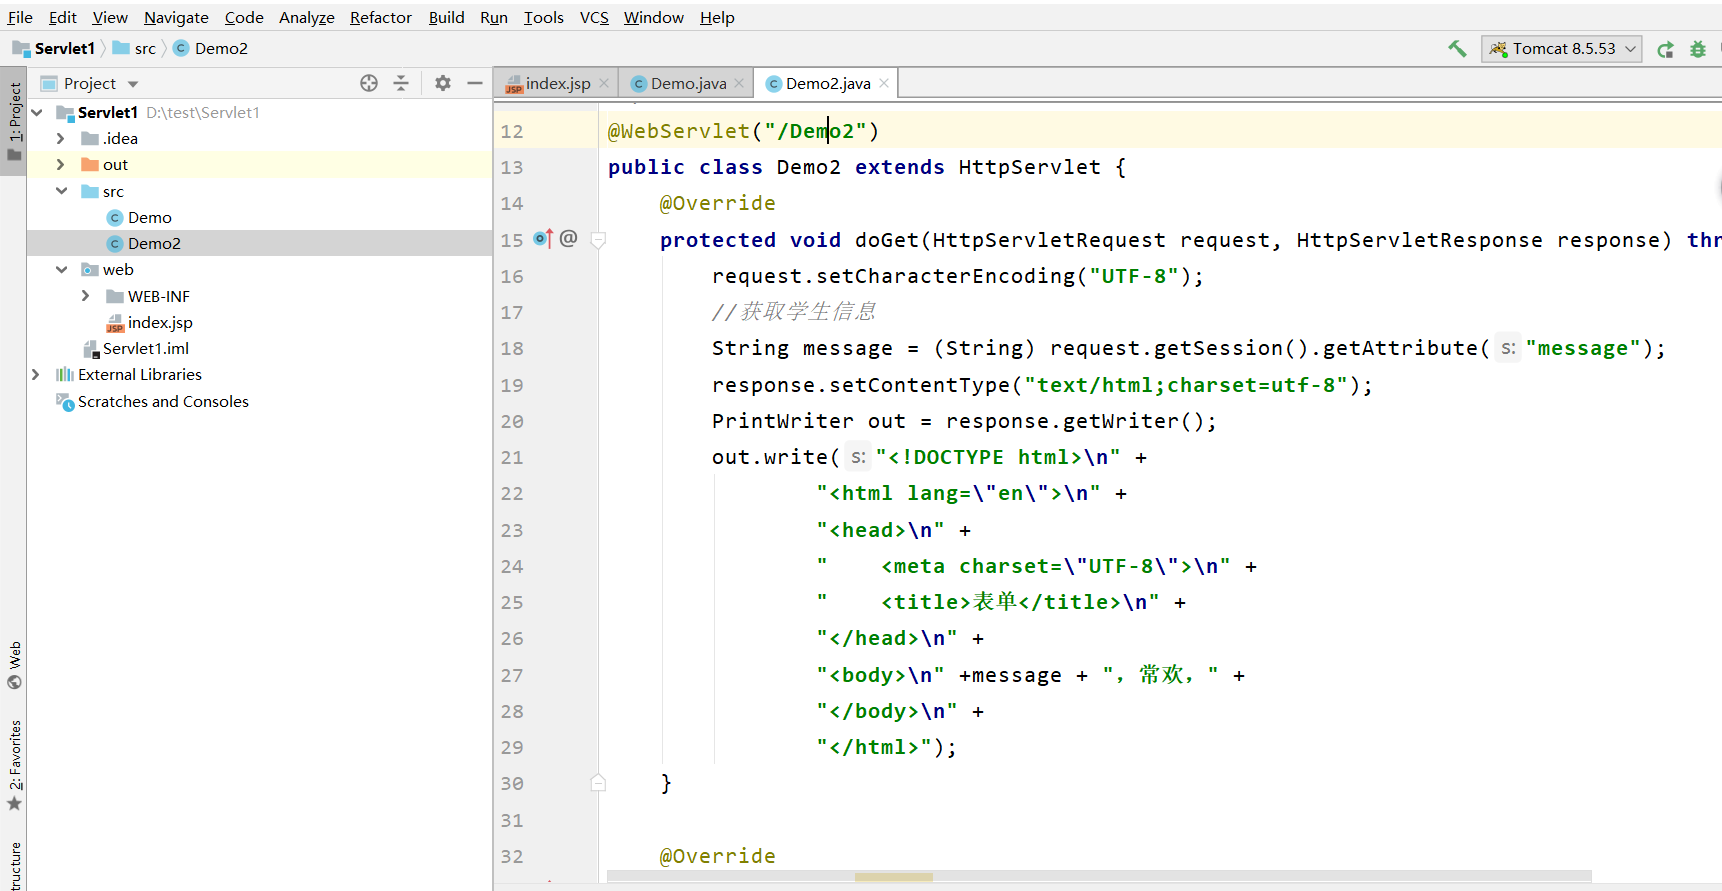 File Edit View Navigate Code Analyze Refactor Build Run Tools VCS Window Help
Servlet1 src Demo2
Tomcat 8.5.53
1: Project
Web
2: Favorites
tructure
Project
Servlet1 D:\test\Servlet1
.idea
out
src
Demo
Demo2
web
WEB-INF
index.jsp
Servlet1.iml
External Libraries
Scratches and Consoles
index.jsp Demo.java Demo2.java
12 @WebServlet("/Demo2")
13 public class Demo2 extends HttpServlet {
14 @Override
15 protected void doGet(HttpServletRequest request, HttpServletResponse response) thr
16 request.setCharacterEncoding("UTF-8");
17 //获取学生信息
18 String message = (String) request.getSession().getAttribute( s: "message");
19 response.setContentType("text/html;charset=utf-8");
20 PrintWriter out = response.getWriter();
21 out.write( s: "<!DOCTYPE html>\n" +
22 "<html lang=\"en\">\n" +
23 "<head>\n" +
24 "    <meta charset=\"UTF-8\">\n" +
25 "    <title>表单</title>\n" +
26 "</head>\n" +
27 "<body>\n" +message + "，常欢，" +
28 "</body>\n" +
29 "</html>");
30 }
31
32 @Override